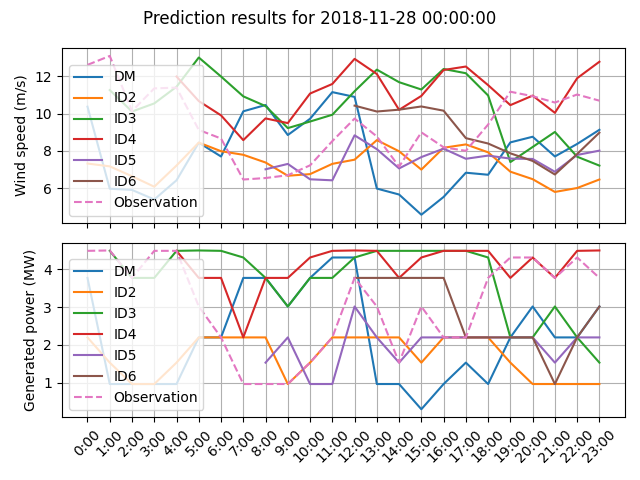 Prediction results for 2018-11-28 00:00:00
Wind speed (m/s)
12
10
8
6
DM
ID2
ID3
ID4
ID5
ID6
Observation
Generated power (MW)
4
3
2
1
DM
ID2
ID3
ID4
ID5
ID6
Observation
0:00 1:00 2:00 3:00 4:00 5:00 6:00 7:00 8:00 9:00 10:00 11:00 12:00 13:00 14:00 15:00 16:00 17:00 18:00 19:00 20:00 21:00 22:00 23:00